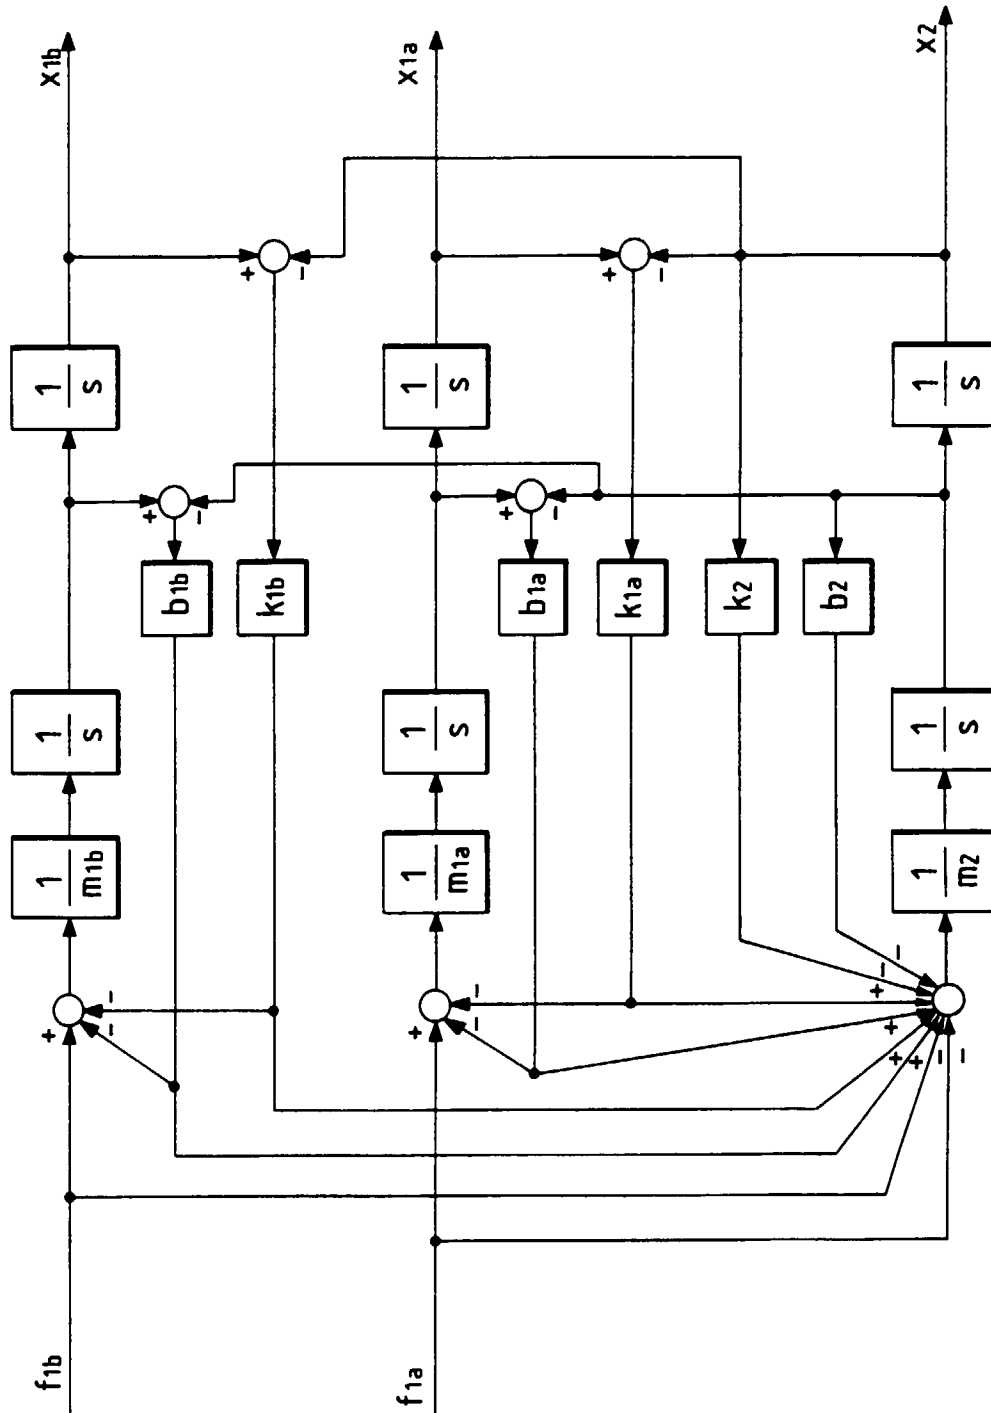 f1b
+
-
-
1
m1b
1
s
1
s
x1b
+
-
b1b
+
-
k1b
f1a
+
-
-
1
m1a
1
s
1
s
x1a
+
-
b1a
+
-
k1a
k2
b2
-
-
+
+
+
+
-
-
1
m2
1
s
1
s
x2